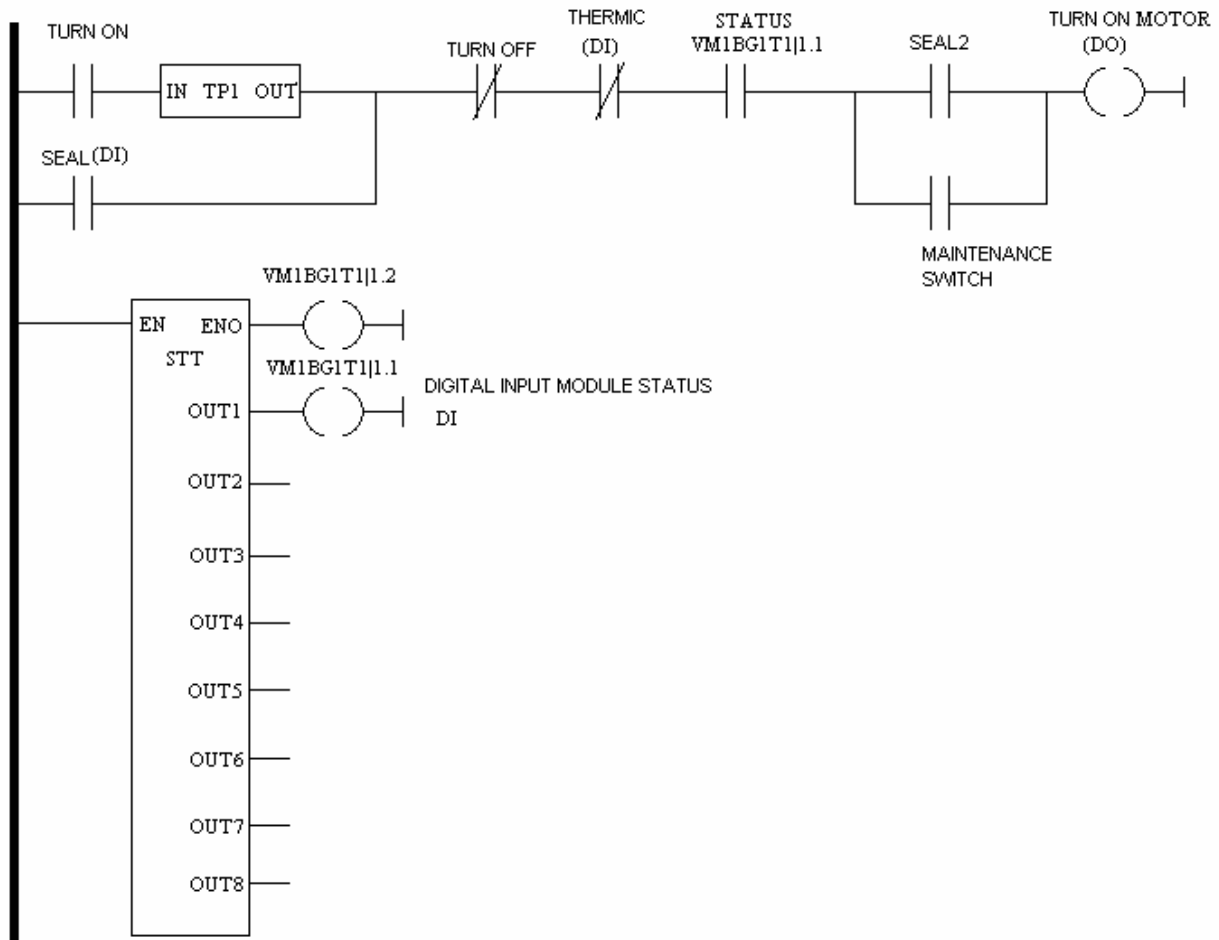 TURN ON
THERMIC
(DI)
STATUS
VM1BG1T1|1.1
TURN ON MOTOR
(DO)
TURN OFF
SEAL2
IN TP1 OUT
SEAL(DI)
MAINTENANCE
SWITCH
VM1BG1T1|1.2
EN ENO
STT
VM1BG1T1|1.1
DIGITAL INPUT MODULE STATUS
OUT1
DI
OUT2
OUT3
OUT4
OUT5
OUT6
OUT7
OUT8